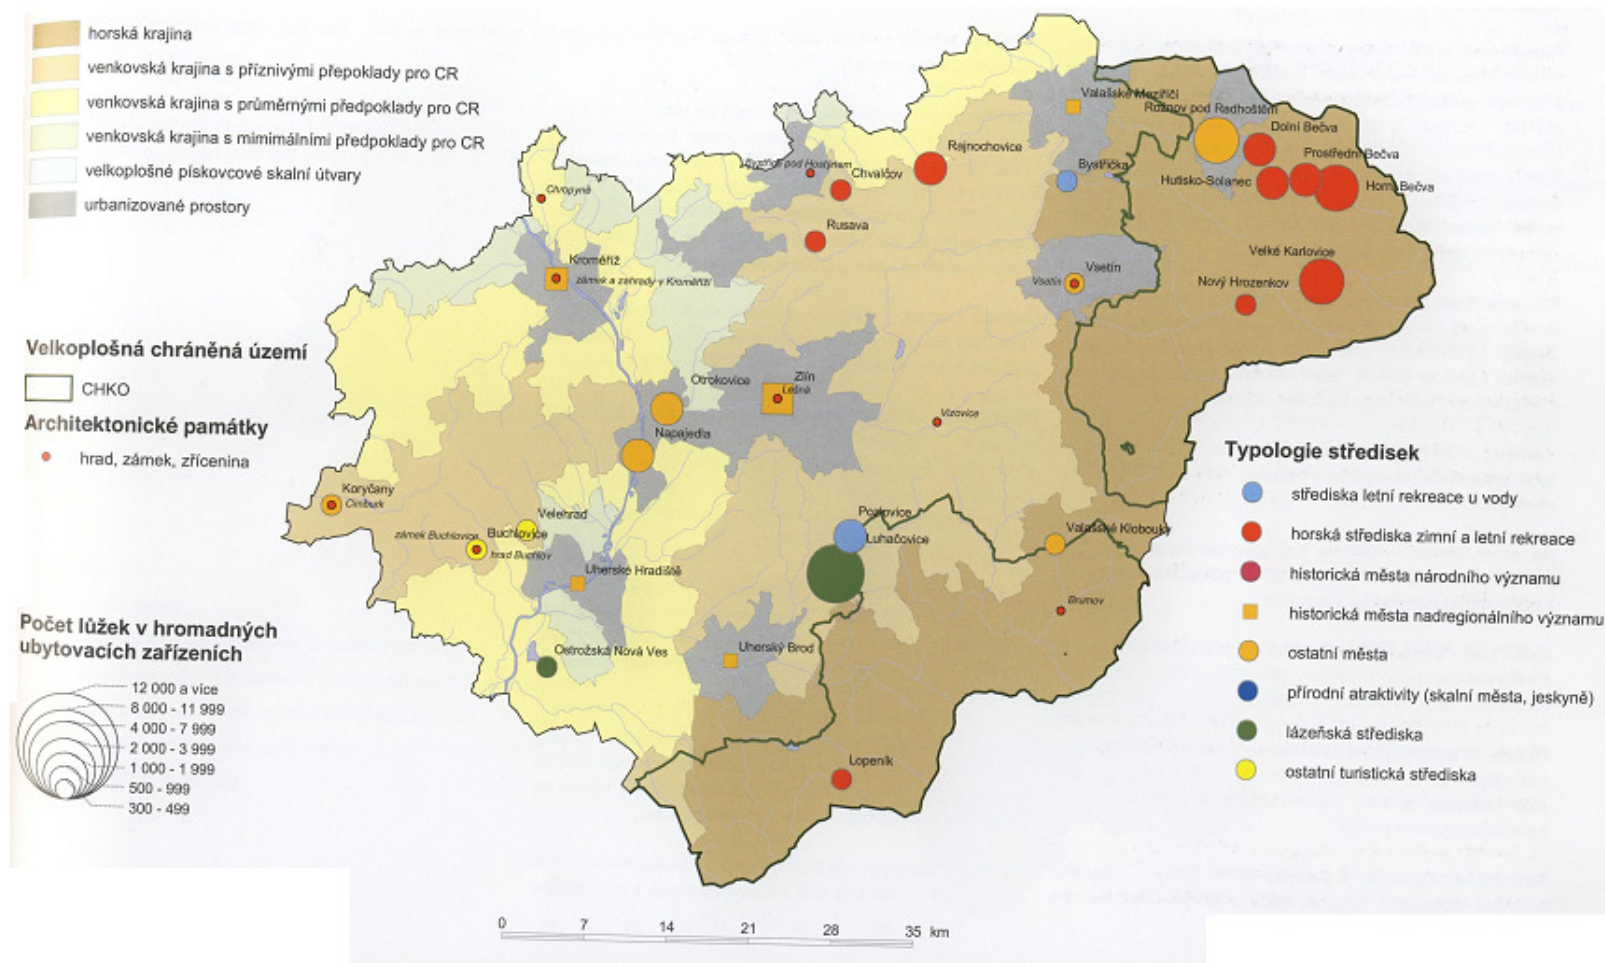 horská krajina
venkovská krajina s příznivými přepoklady pro CR
venkovská krajina s průměrnými předpoklady pro CR
venkovská krajina s mimimálními předpoklady pro CR
velkoplošné pískovcové skalní útvary
urbanizované prostory
Velkoplošná chráněná území
CHKO
Architektonické památky
hrad, zámek, zřícenina
Počet lůžek v hromadných
ubytovacích zařízeních
12 000 a více
8 000 - 11 999
4 000 - 7 999
2 000 - 3 999
1 000 - 1 999
500 - 999
300 - 499
Valašské Meziříčí
Rožnov pod Radhoštěm
Dolní Bečva
Prostřední Bečva
Hutisko-Solanec
Horní Bečva
Rajnochovice
Bystřička
Bystřice pod Hostýnem
Chvalčov
Chropyně
Rusava
Velké Karlovice
Nový Hrozenkov
Kroměříž
zámek a zahrady v Kroměříži
Vsetín
Vsetín
Otrokovice
Zlín
Lešná
Napajedla
Vizovice
Koryčany
Cimburk
Velehrad
zámek Buchlovice
Buchlovice
hrad Buchlov
Pozlovice
Luhačovice
Valašské Klobouky
Uherské Hradiště
Brumov
Ostrožská Nová Ves
Uherský Brod
Lopeník
Typologie středisek
střediska letní rekreace u vody
horská střediska zimní a letní rekreace
historická města národního významu
historická města nadregionálního významu
ostatní města
přírodní atraktivity (skalní města, jeskyně)
lázeňská střediska
ostatní turistická střediska
0 7 14 21 28 35 km